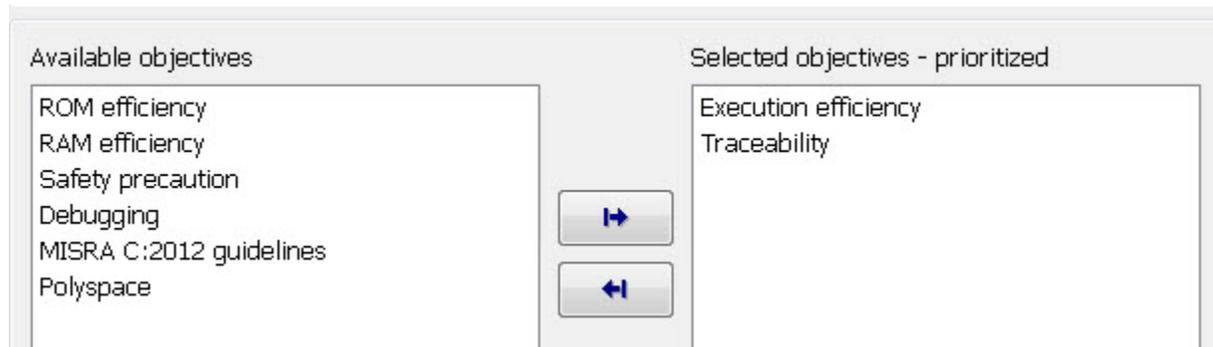 Available objectives
ROM efficiency
RAM efficiency
Safety precaution
Debugging
MISRA C:2012 guidelines
Polyspace
Selected objectives - prioritized
Execution efficiency
Traceability